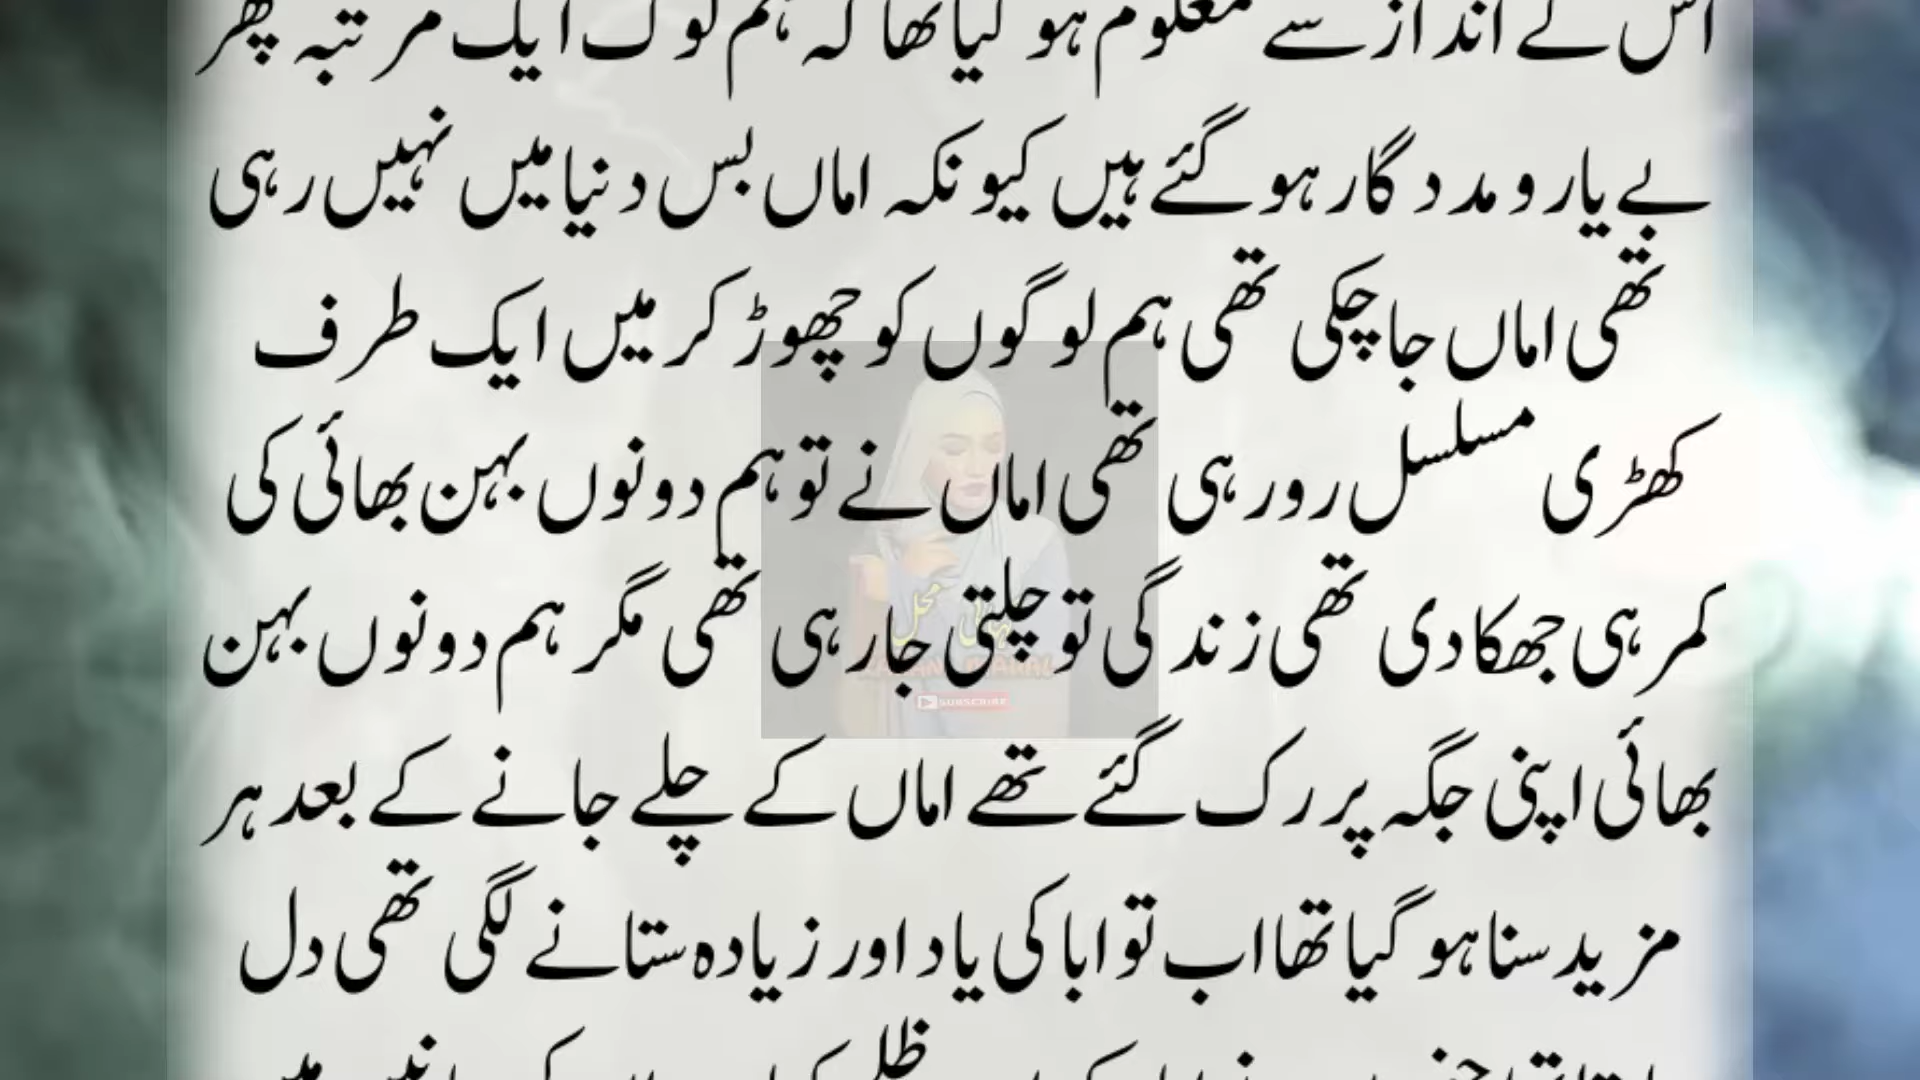 اس کے انداز سے معلوم ہو گیا تھا کہ ہم لوگ ایک مرتبہ پھر
بے یار و مددگار ہو گئے ہیں کیونکہ اماں بس دنیا میں نہیں رہی
تھی اماں جا چکی تھی ہم لوگوں کو چھوڑ کر میں ایک طرف
کھڑی مسلسل رو رہی تھی اماں نے تو ہم دونوں بہن بھائی کی
کمر ہی جھکا دی تھی زندگی تو چلتی جا رہی تھی مگر ہم دونوں بہن
بھائی اپنی جگہ پر رک گئے تھے اماں کے چلے جانے کے بعد ہر
مزید سنا ہو گیا تھا اب تو ابا کی یاد اور زیادہ ستانے لگی تھی دل
محل
SUBSCRIBE